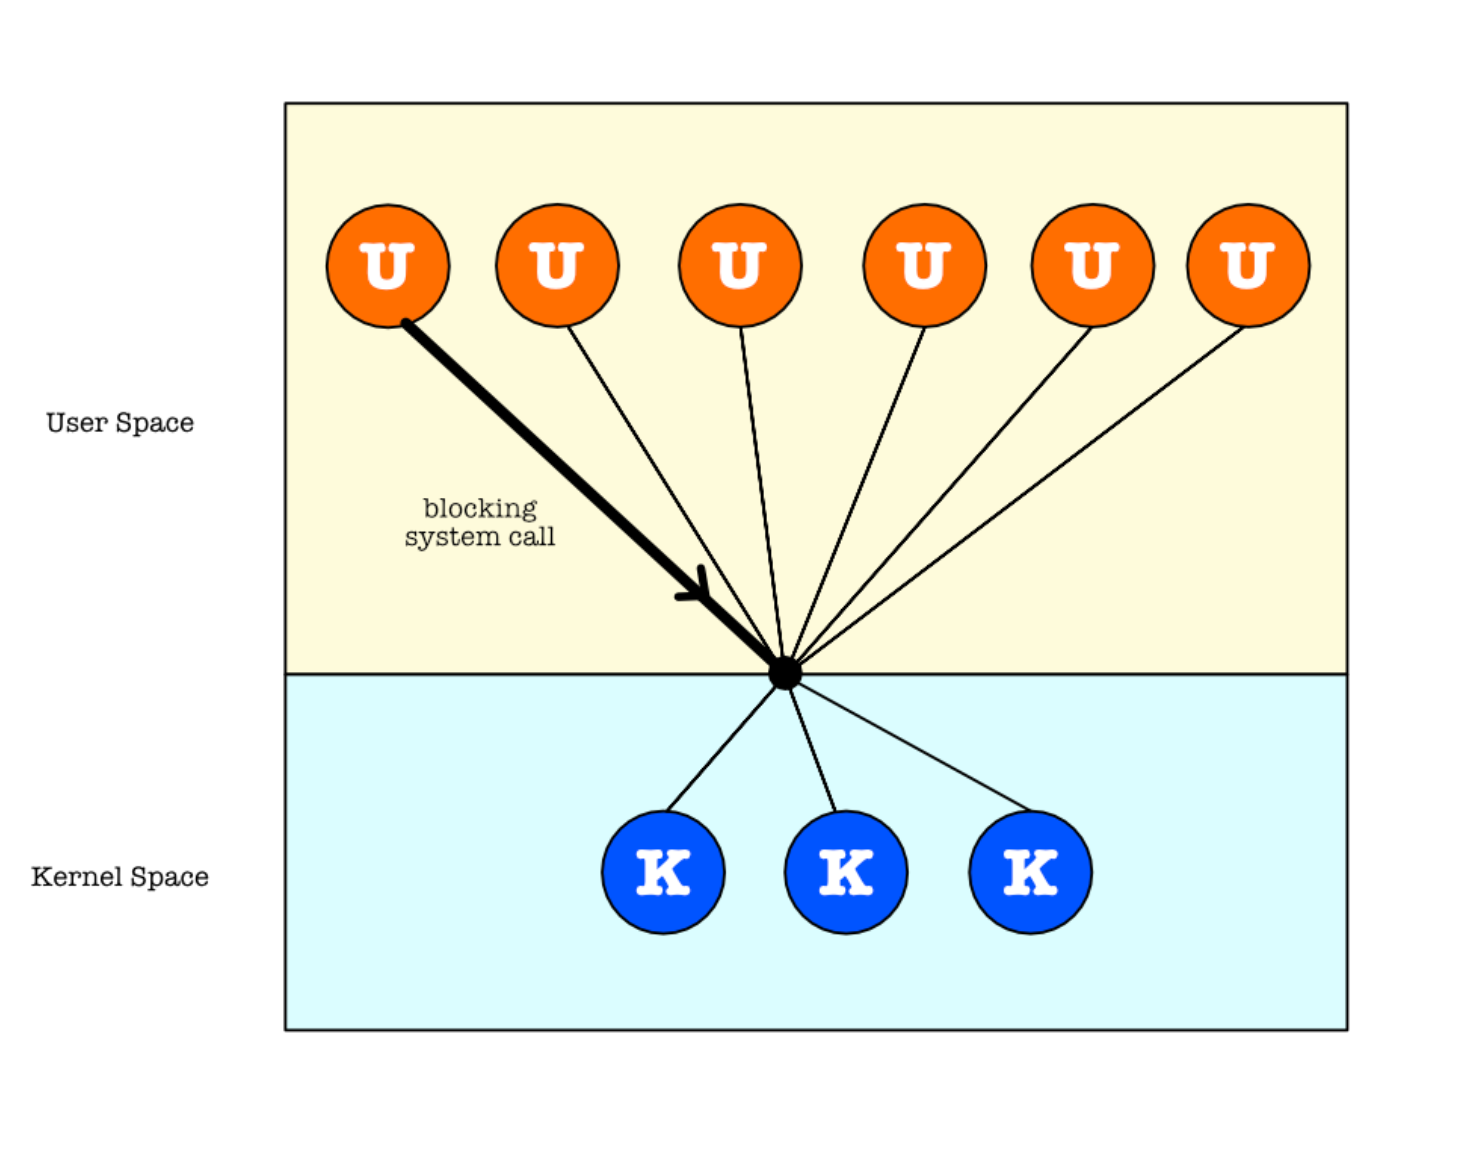 U U U U U U
User Space
blocking
system call
Kernel Space
K K K